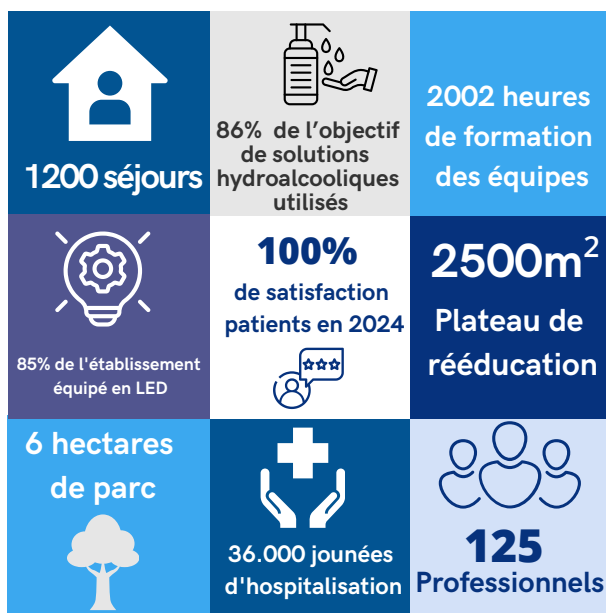 1200 séjours
86% de l’objectif
de solutions
hydroalcooliques
utilisés
2002 heures
de formation
des équipes
85% de l'établissement
équipé en LED
100%
de satisfaction
patients en 2024
2500m²
Plateau de
rééducation
6 hectares
de parc
36.000 jounées
d'hospitalisation
125
Professionnels